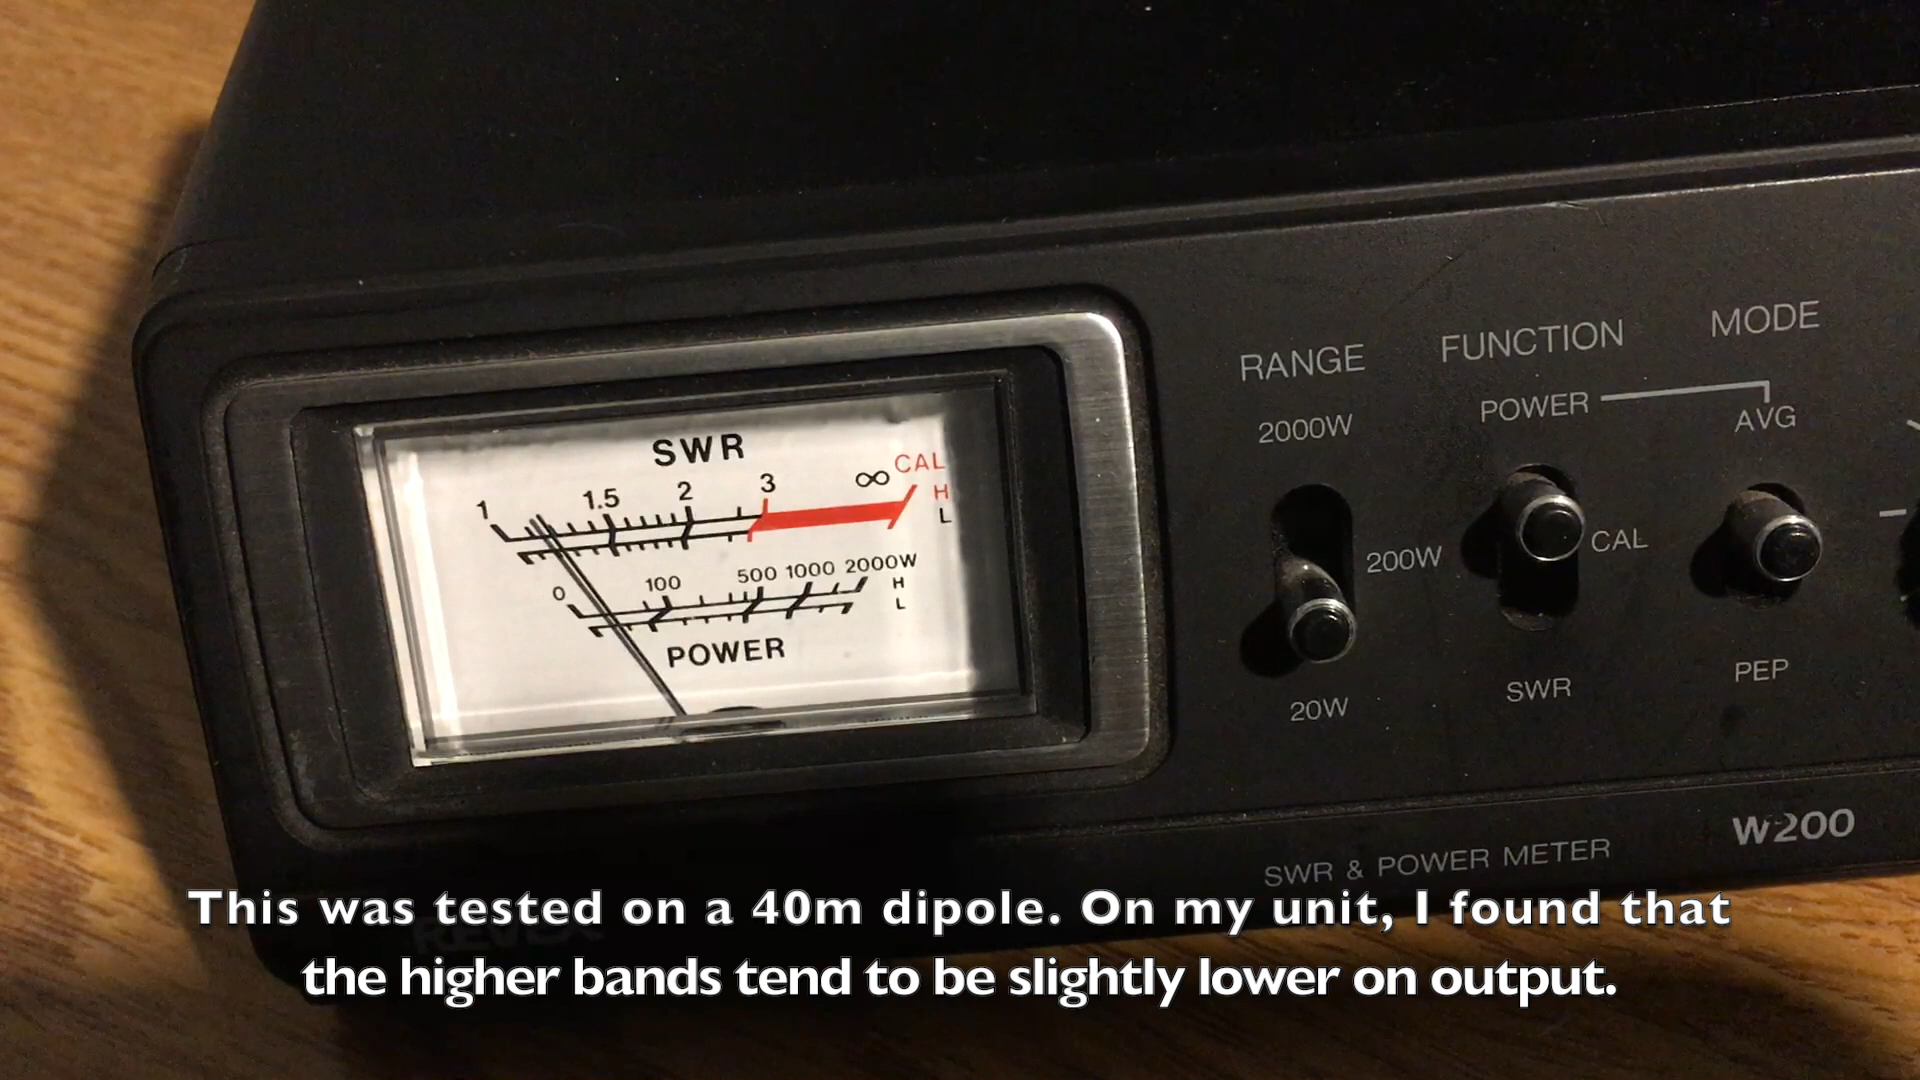 SWR
1 1.5 2 3 ∞ CAL
H
L
0 100 500 1000 2000W
H
L
POWER
RANGE
2000W
200W
20W
FUNCTION
POWER
CAL
SWR
MODE
AVG
PEP
SWR & POWER METER
W200
REVEX
This was tested on a 40m dipole. On my unit, I found that
the higher bands tend to be slightly lower on output.